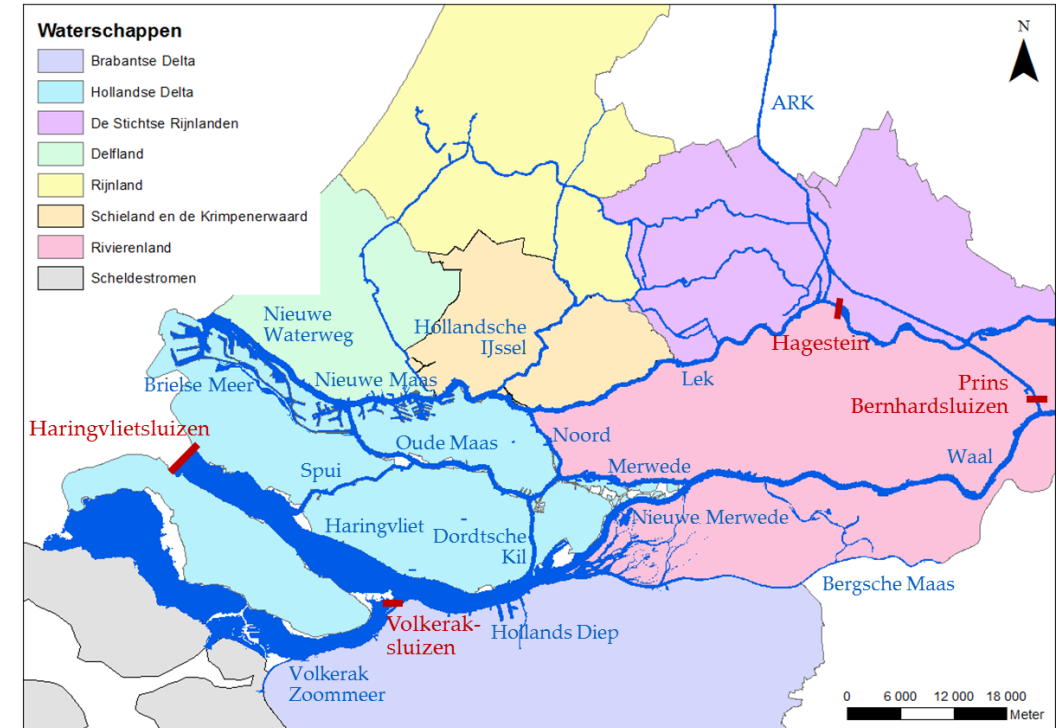 Waterschappen
Brabantse Delta
Hollandse Delta
De Stichtse Rijnlanden
Delfland
Rijnland
Schieland en de Krimpenerwaard
Rivierenland
Scheldestromen
N
ARK
Nieuwe
Waterweg
Hollandsche
IJssel
Hagestein
Brielse Meer
Nieuwe Maas
Lek
Prins
Bernhardsluizen
Haringvlietsluizen
Oude Maas
Noord
Waal
Spui
Merwede
Haringvliet
Dordtsche
Kil
Nieuwe Merwede
Bergsche Maas
Volkerak-
sluizen
Hollands Diep
Volkerak
Zoommeer
0 6 000 12 000 18 000
Meter